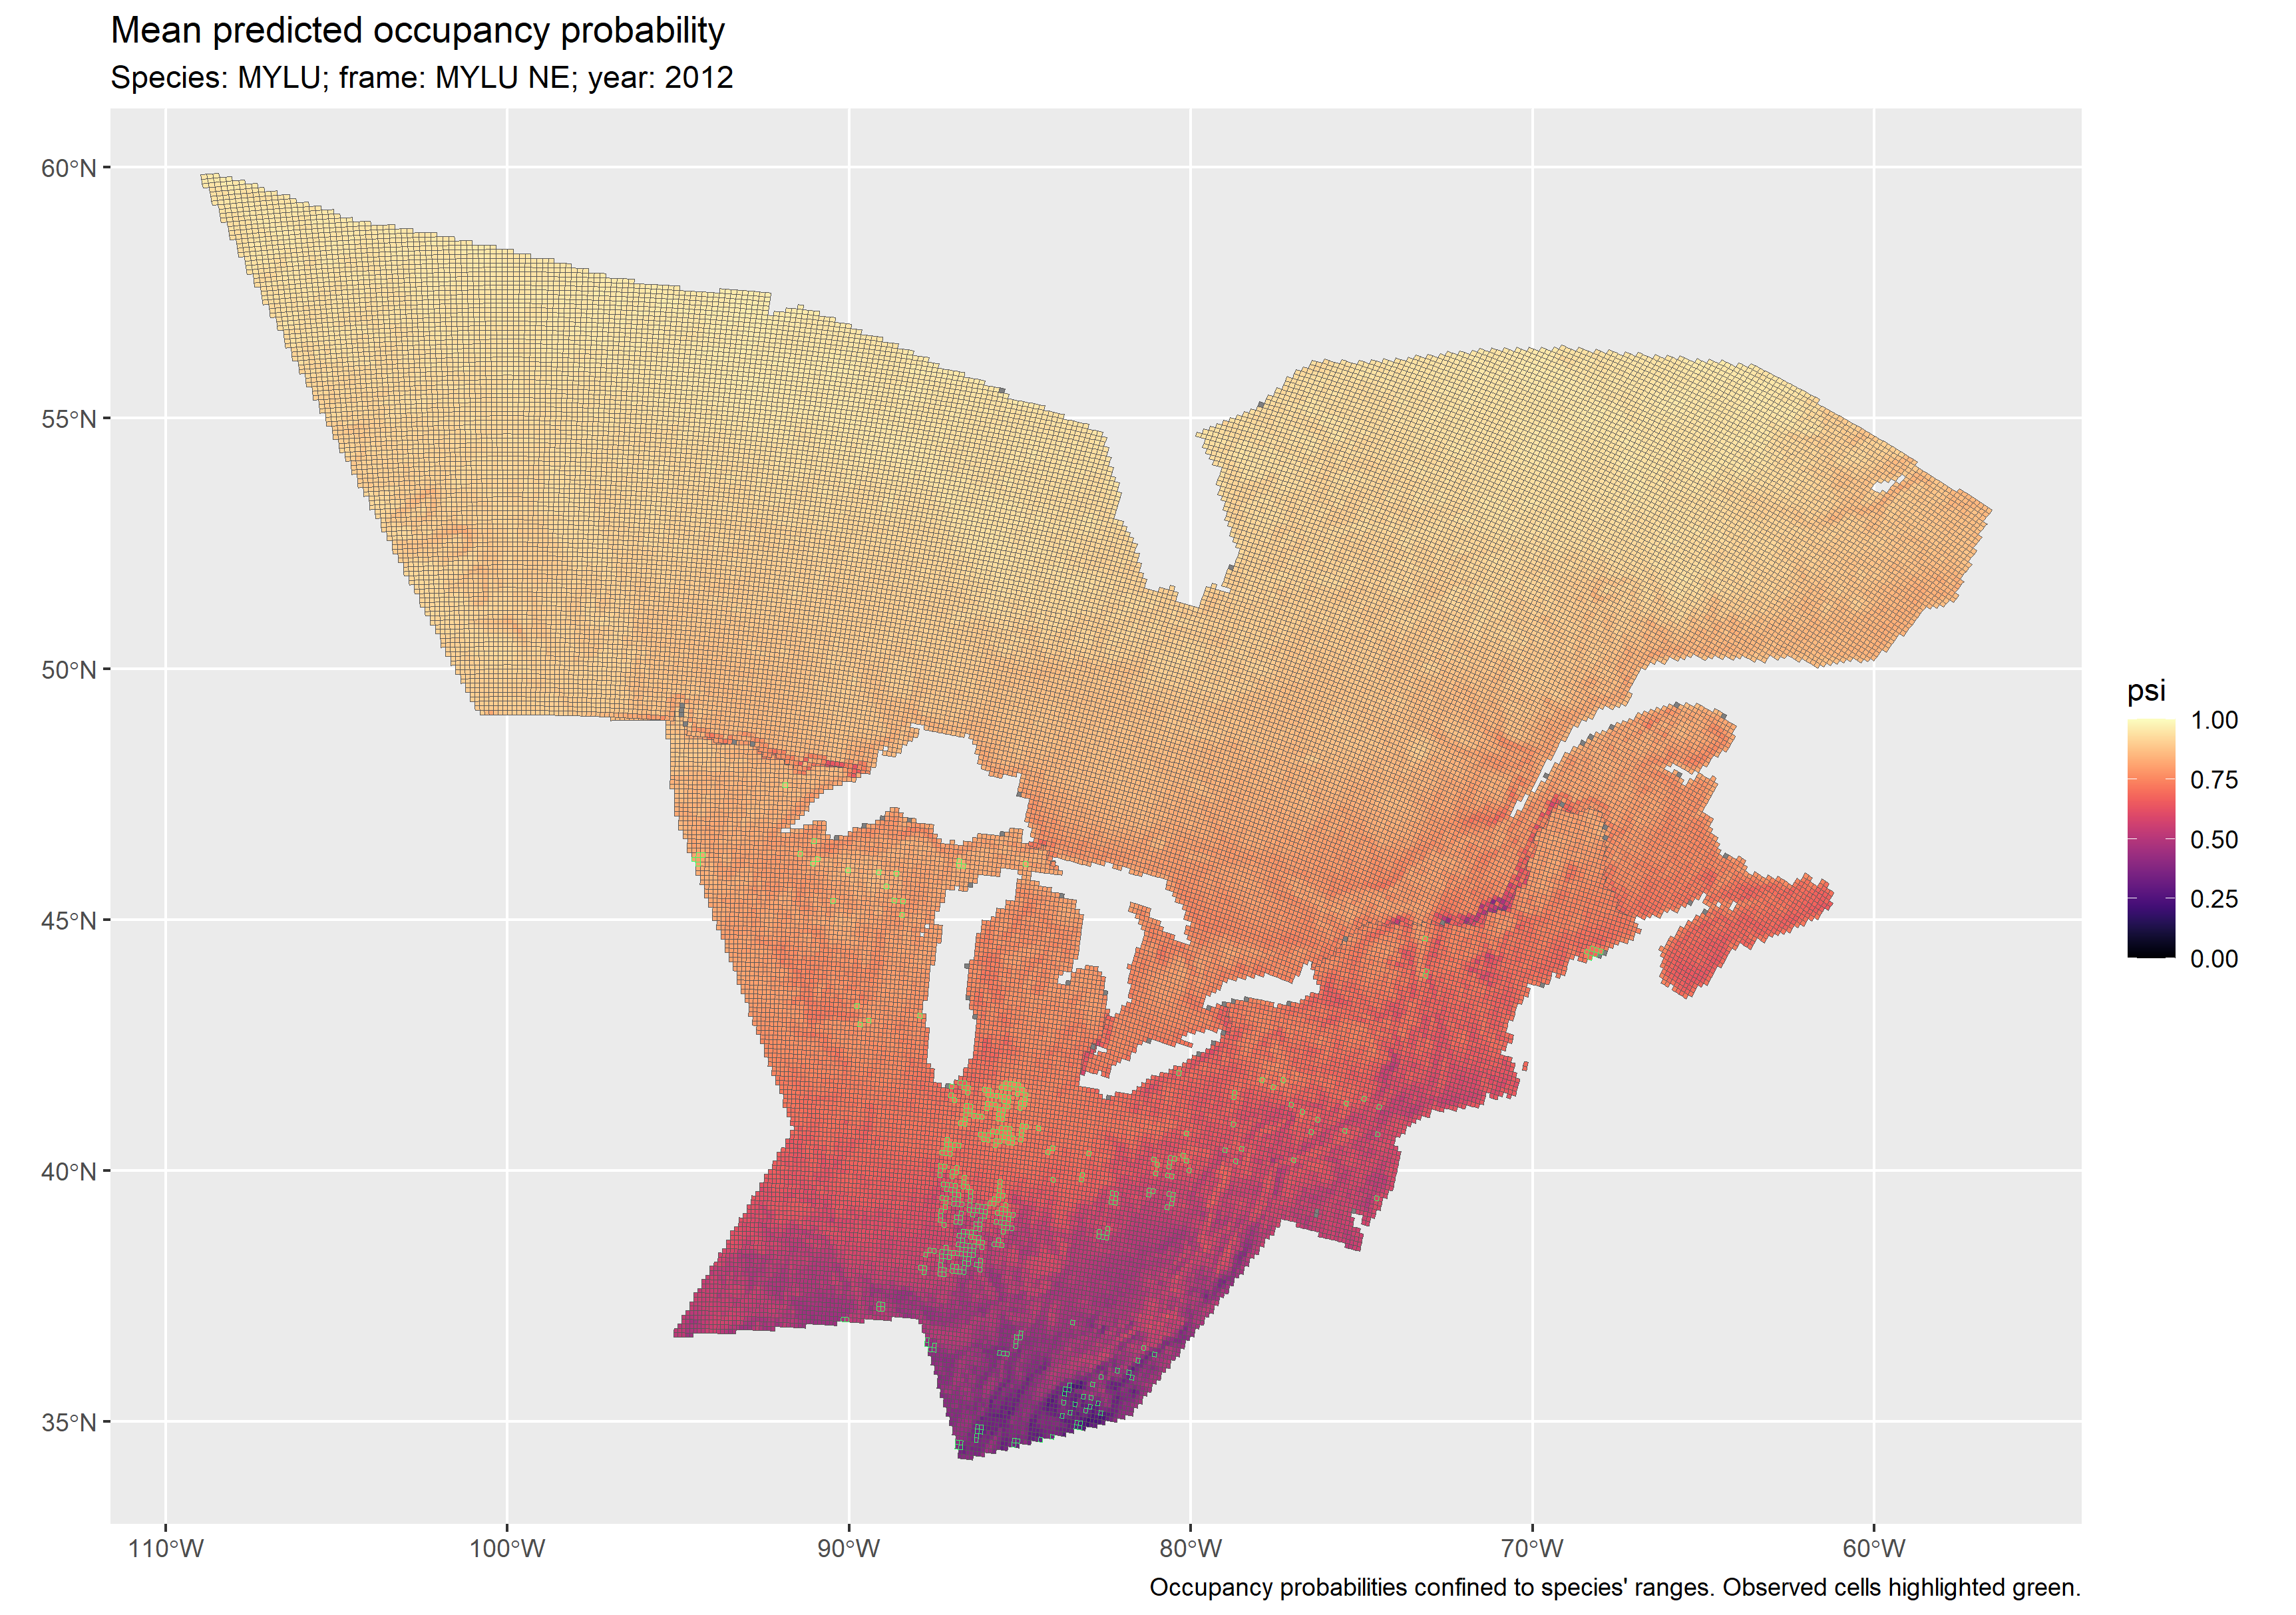 Mean predicted occupancy probability
Species: MYLU; frame: MYLU NE; year: 2012
60°N
55°N
50°N
45°N
40°N
35°N
110°W
100°W
90°W
80°W
70°W
60°W
psi
1.00
0.75
0.50
0.25
0.00
Occupancy probabilities confined to species' ranges. Observed cells highlighted green.